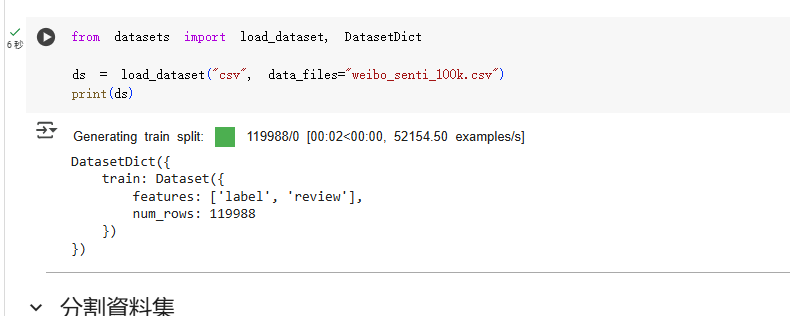 6 秒
from datasets import load_dataset, DatasetDict
ds = load_dataset("csv", data_files="weibo_senti_100k.csv")
print(ds)
Generating train split: 119988/0 [00:02<00:00, 52154.50 examples/s]
DatasetDict({
    train: Dataset({
        features: ['label', 'review'],
        num_rows: 119988
    })
})
分割資料集